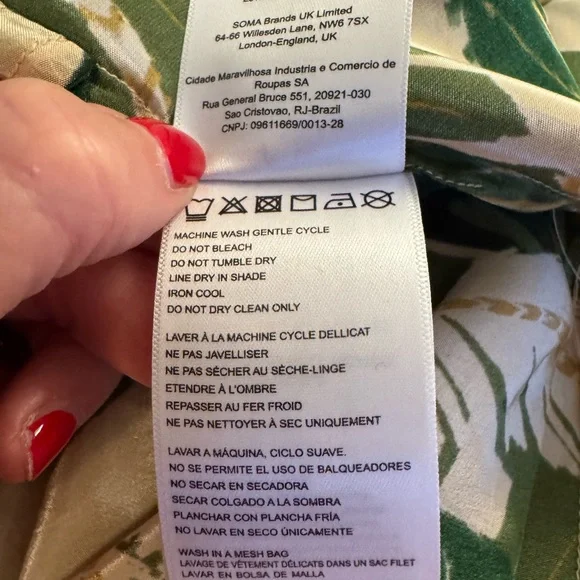 SOMA Brands UK Limited
64-66 Willesden Lane, NW6 7SX
London-England, UK
Cidade Maravilhosa Industria e Comercio de
Roupas SA
Rua General Bruce 551, 20921-030
Sao Cristovao, RJ-Brazil
CNPJ: 09611669/0013-28
MACHINE WASH GENTLE CYCLE
DO NOT BLEACH
DO NOT TUMBLE DRY
LINE DRY IN SHADE
IRON COOL
DO NOT DRY CLEAN ONLY
LAVER À LA MACHINE CYCLE DELLICAT
NE PAS JAVELLISER
NE PAS SÉCHER AU SÈCHE-LINGE
ETENDRE À L'OMBRE
REPASSER AU FER FROID
NE PAS NETTOYER À SEC UNIQUEMENT
LAVAR A MÁQUINA, CICLO SUAVE.
NO SE PERMITE EL USO DE BALQUEADORES
NO SECAR EN SECADORA
SECAR COLGADO A LA SOMBRA
PLANCHAR CON PLANCHA FRÍA
NO LAVAR EN SECO ÚNICAMENTE
WASH IN A MESH BAG
LAVAGE DE VÊTEMENT DÉLICATS DANS UN SAC FILET
LAVAR EN BOLSA DE MALLA